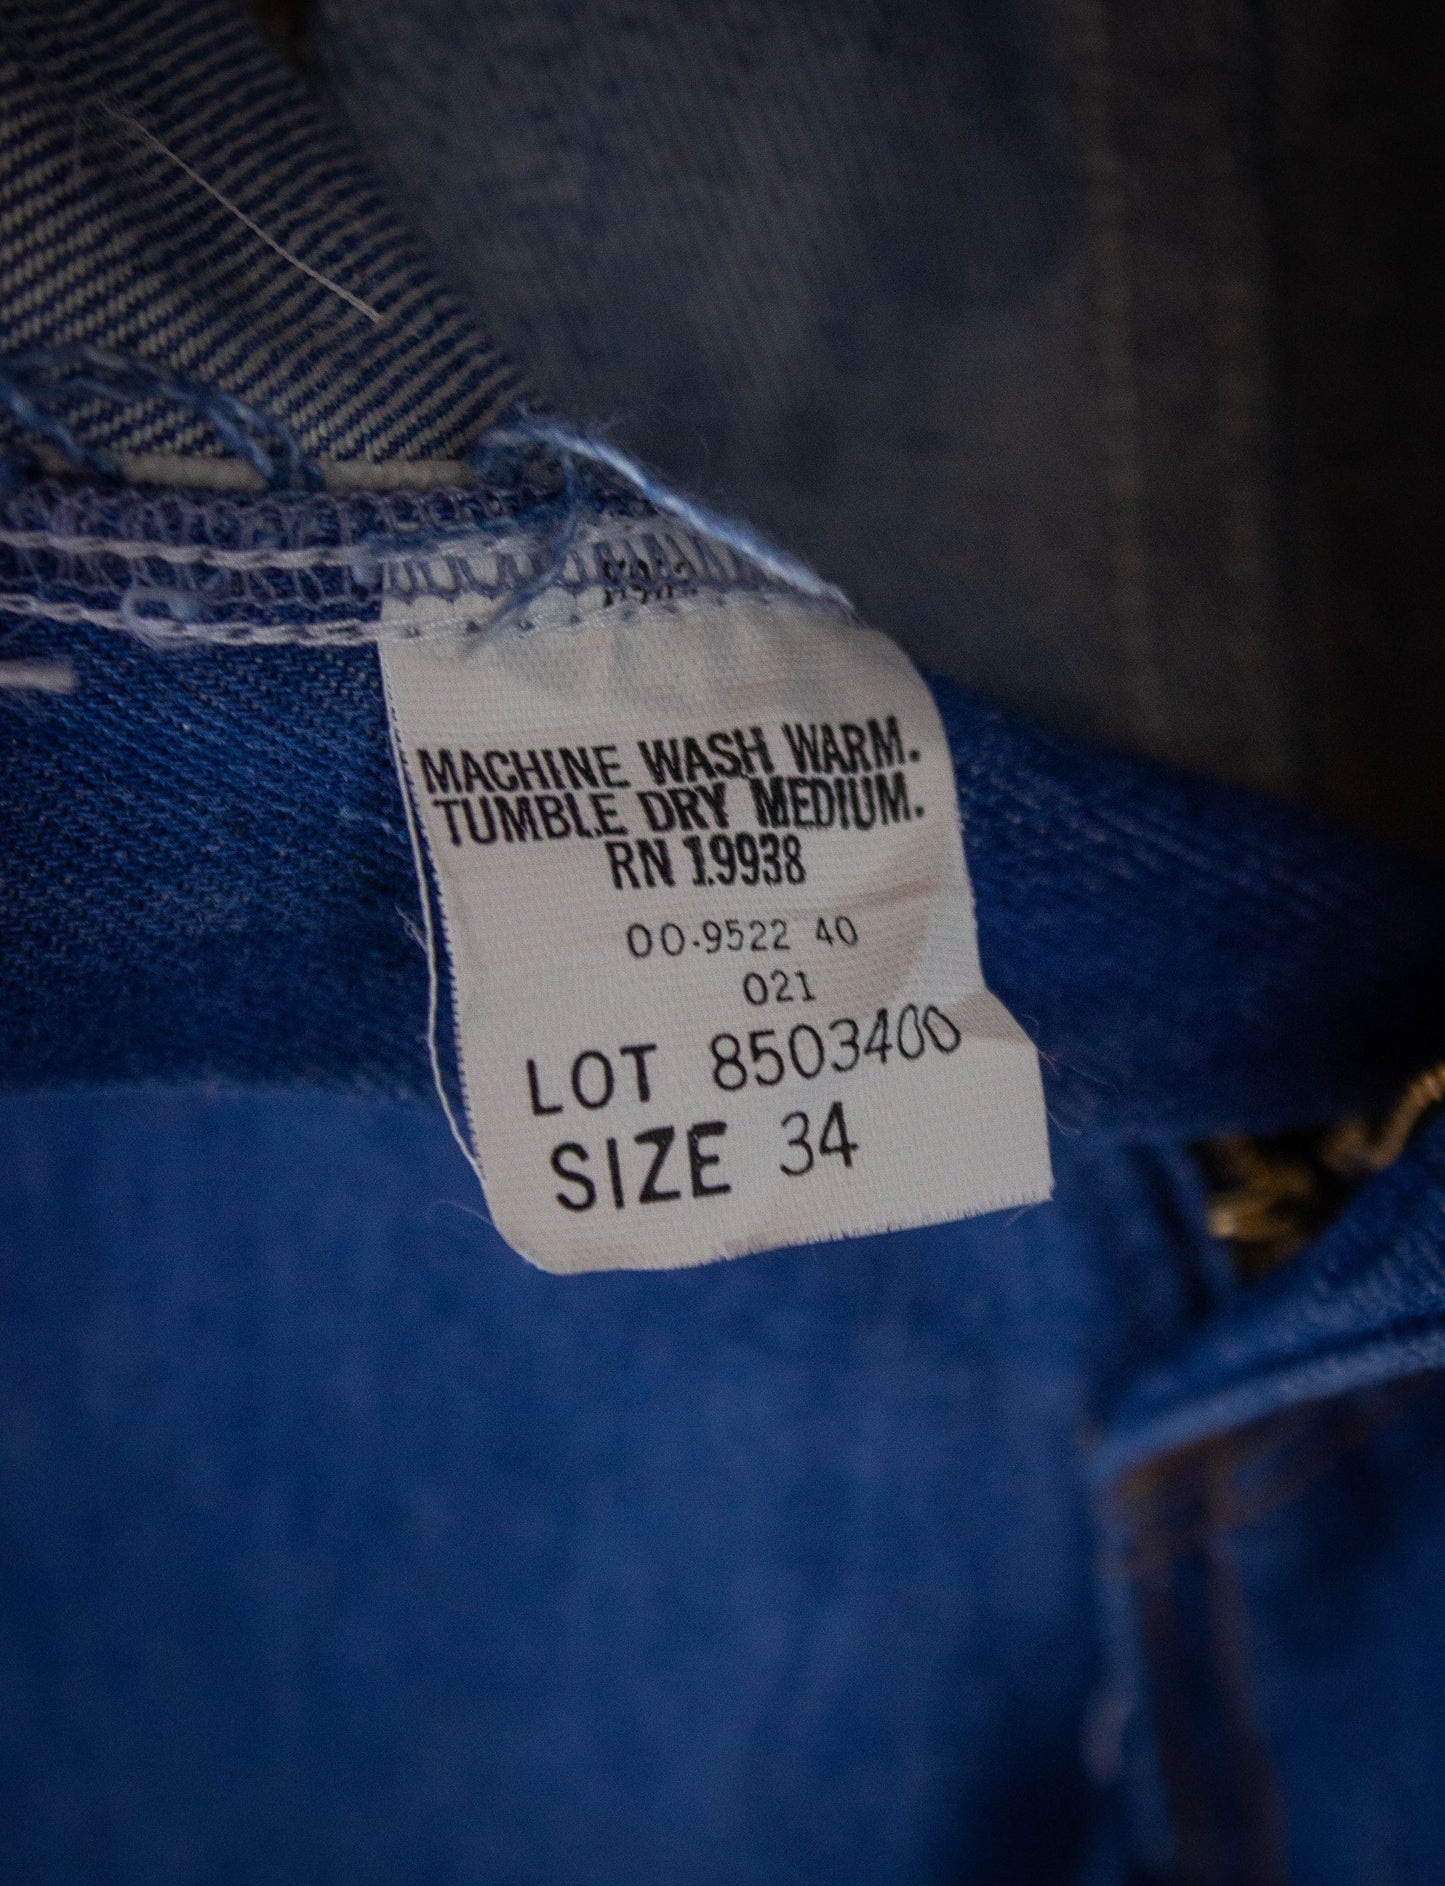 MACHINE WASH WARM.
TUMBLE DRY MEDIUM.
RN 19938
00-9522 40
021
LOT 8503400
SIZE 34